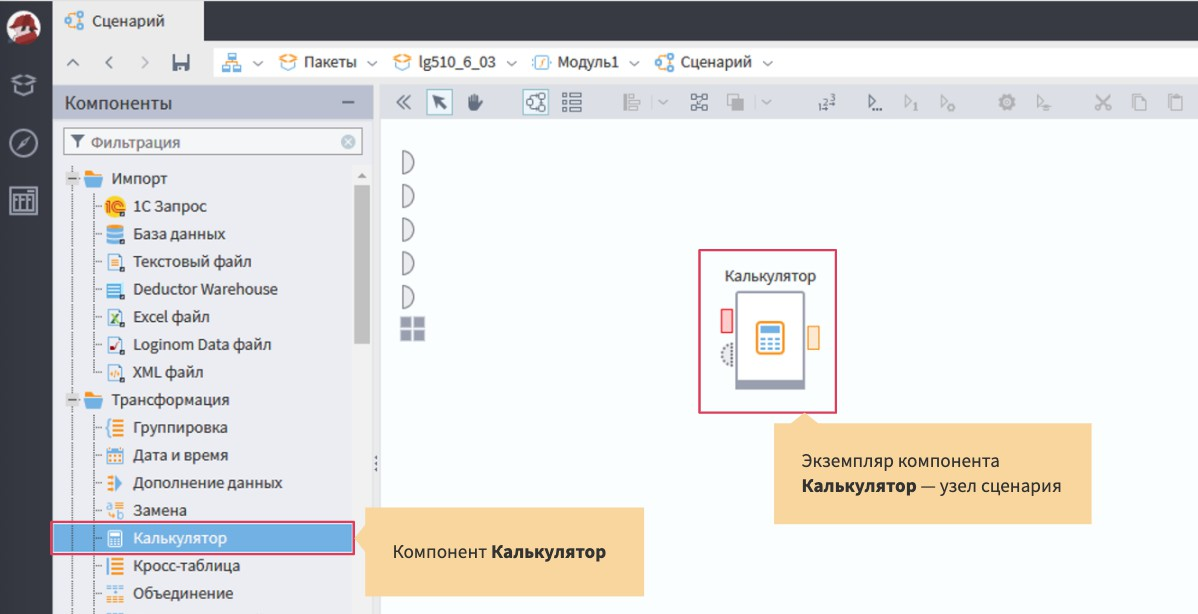 Сценарий
Пакеты lg510_6_03 Модуль1 Сценарий
Компоненты
Фильтрация
Импорт
1С Запрос
База данных
Текстовый файл
Deductor Warehouse
Excel файл
Loginom Data файл
XML файл
Трансформация
Группировка
Дата и время
Дополнение данных
Замена
Калькулятор
Кросс-таблица
Объединение
Калькулятор
Экземпляр компонента
Калькулятор — узел сценария
Компонент Калькулятор